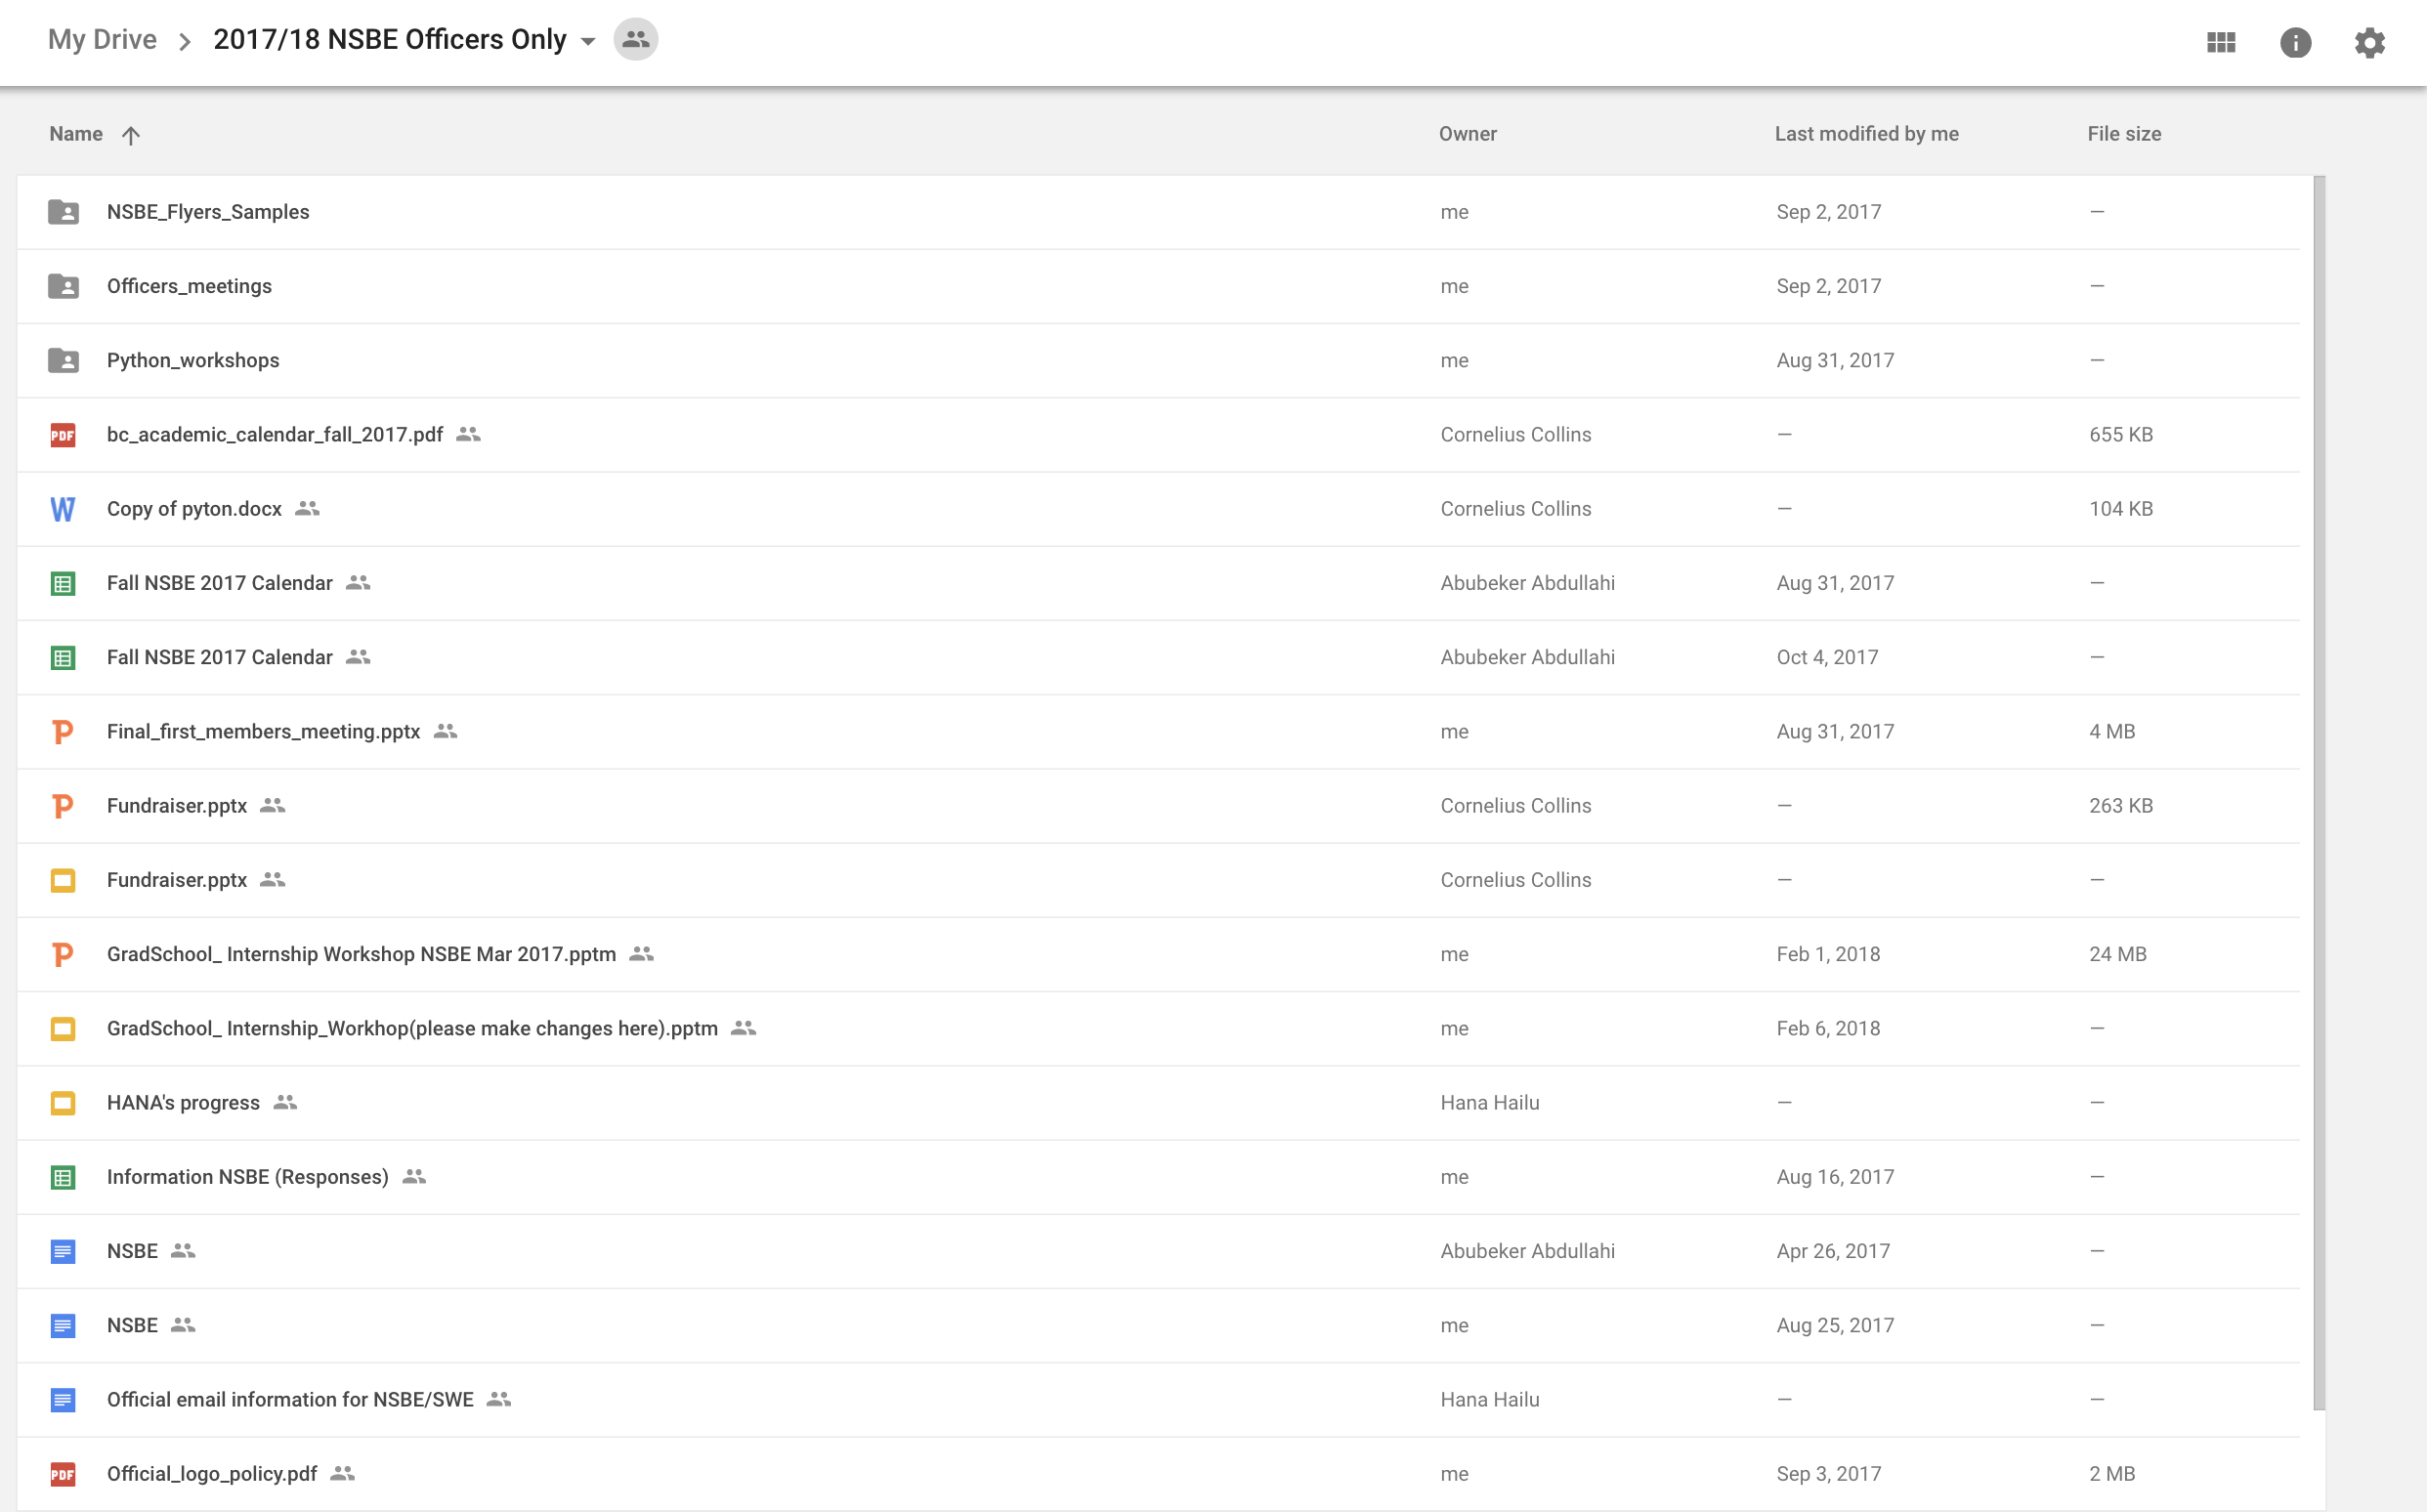 My Drive > 2017/18 NSBE Officers Only
Name Owner Last modified by me File size
NSBE_Flyers_Samples me Sep 2, 2017 —
Officers_meetings me Sep 2, 2017 —
Python_workshops me Aug 31, 2017 —
PDF bc_academic_calendar_fall_2017.pdf Cornelius Collins — 655 KB
W Copy of pyton.docx Cornelius Collins — 104 KB
Fall NSBE 2017 Calendar Abubeker Abdullahi Aug 31, 2017 —
Fall NSBE 2017 Calendar Abubeker Abdullahi Oct 4, 2017 —
P Final_first_members_meeting.pptx me Aug 31, 2017 4 MB
P Fundraiser.pptx Cornelius Collins — 263 KB
Fundraiser.pptx Cornelius Collins — —
P GradSchool_ Internship Workshop NSBE Mar 2017.pptm me Feb 1, 2018 24 MB
GradSchool_ Internship_Workhop(please make changes here).pptm me Feb 6, 2018 —
HANA's progress Hana Hailu — —
Information NSBE (Responses) me Aug 16, 2017 —
NSBE Abubeker Abdullahi Apr 26, 2017 —
NSBE me Aug 25, 2017 —
Official email information for NSBE/SWE Hana Hailu — —
PDF Official_logo_policy.pdf me Sep 3, 2017 2 MB